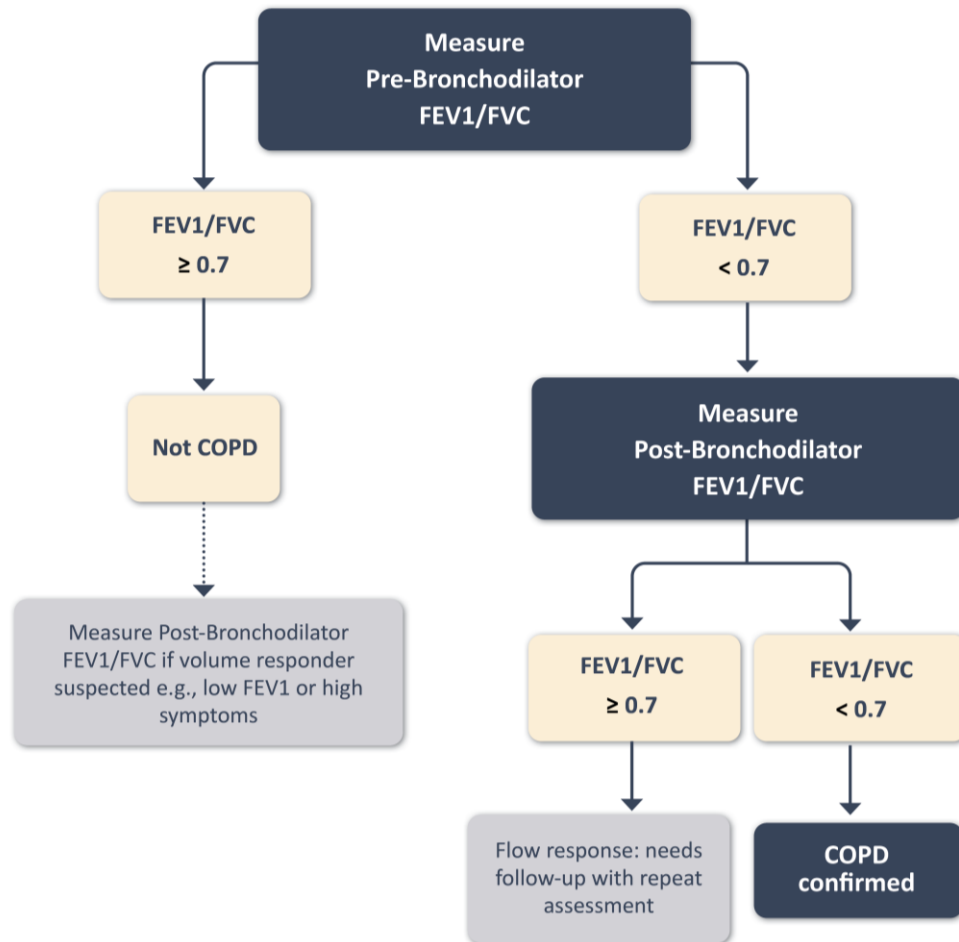 Measure
Pre-Bronchodilator
FEV1/FVC
FEV1/FVC
≥ 0.7
FEV1/FVC
< 0.7
Not COPD
Measure
Post-Bronchodilator
FEV1/FVC
Measure Post-Bronchodilator
FEV1/FVC if volume responder
suspected e.g., low FEV1 or high
symptoms
FEV1/FVC
≥ 0.7
FEV1/FVC
< 0.7
Flow response: needs
follow-up with repeat
assessment
COPD
confirmed